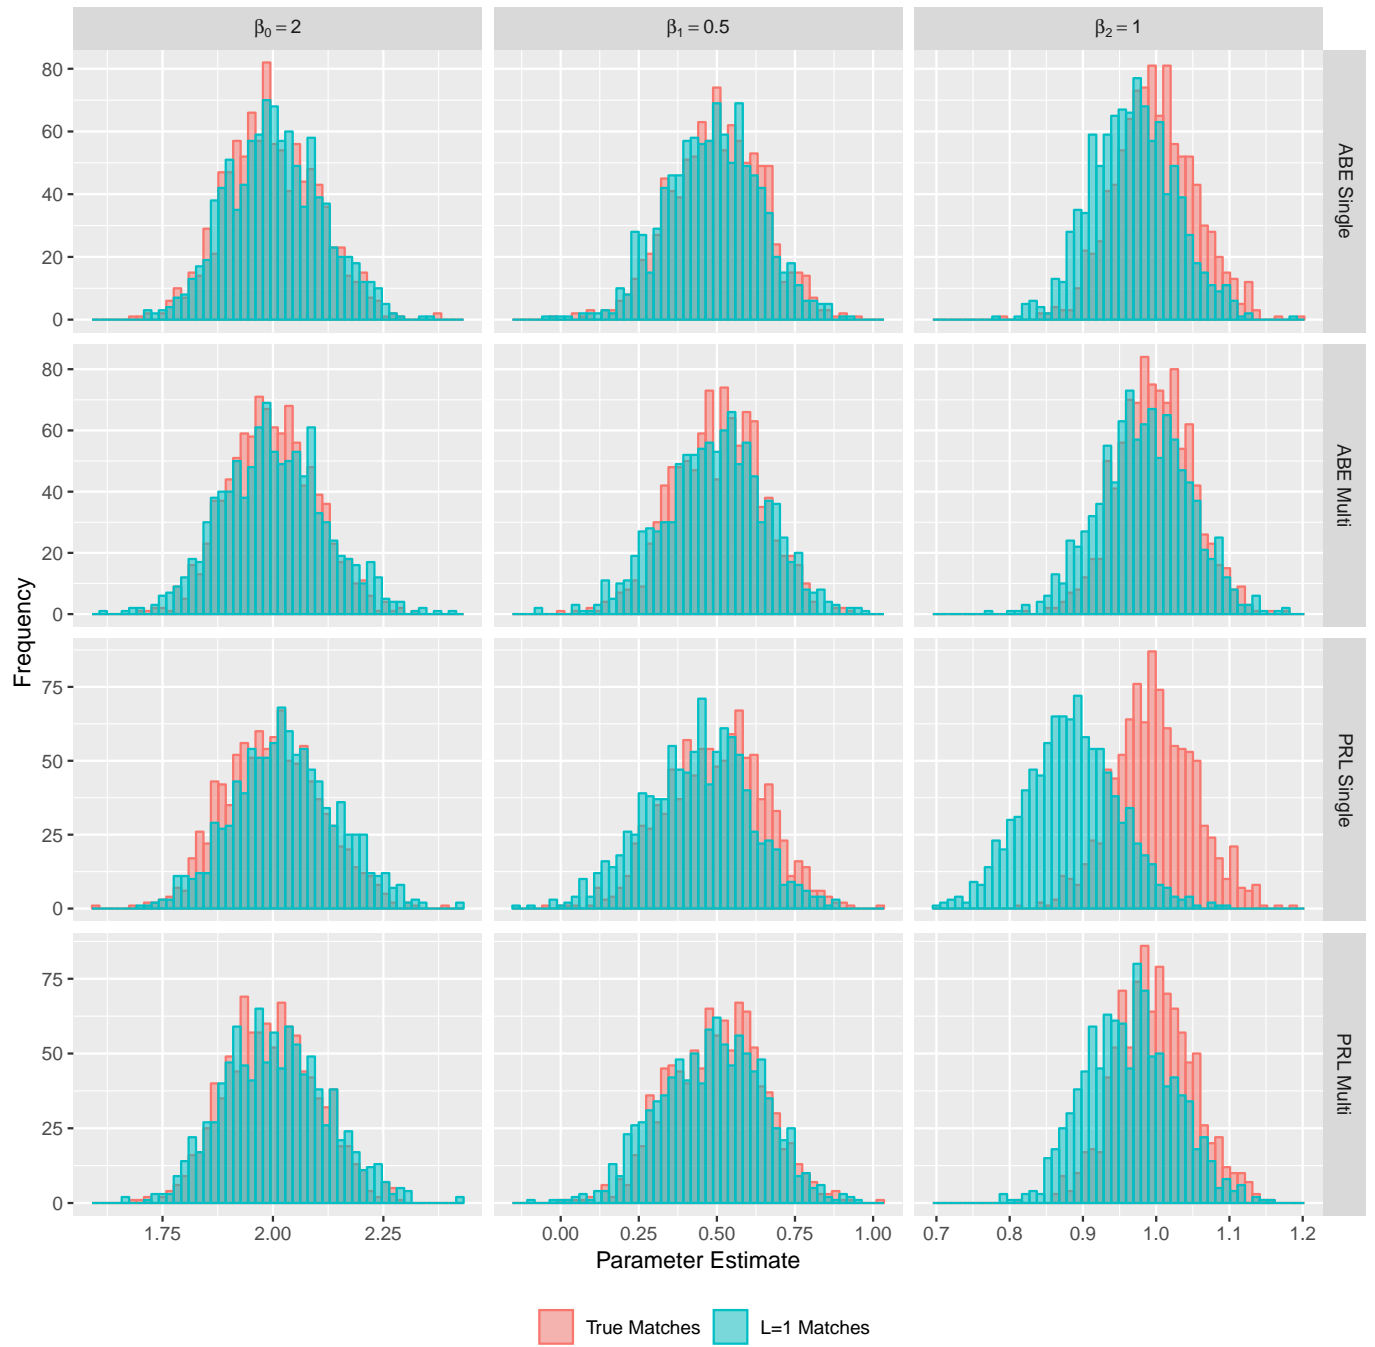 β₀ = 2
β₁ = 0.5
β₂ = 1
80
60
40
20
0
ABE Single
80
60
40
20
0
ABE Multi
Frequency
75
50
25
0
PRL Single
75
50
25
0
PRL Multi
1.75 2.00 2.25
0.00 0.25 0.50 0.75 1.00
0.7 0.8 0.9 1.0 1.1 1.2
Parameter Estimate
True Matches L=1 Matches